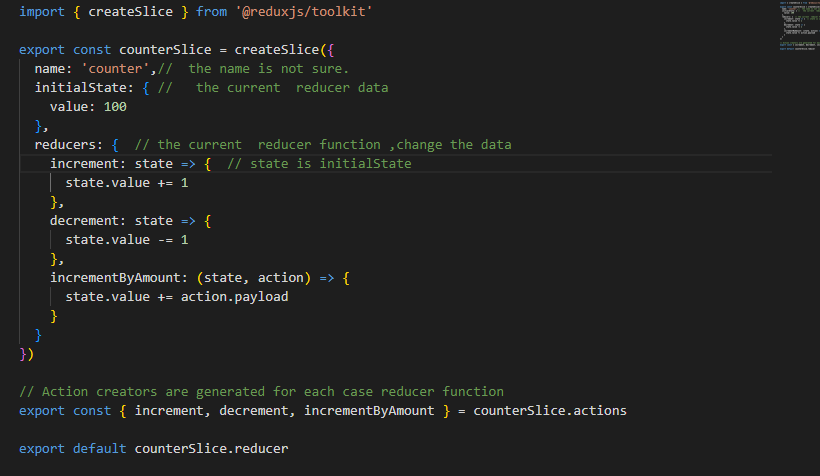 import { createSlice } from '@reduxjs/toolkit'
export const counterSlice = createSlice({
name: 'counter',//  the name is not sure.
initialState: { //   the current  reducer data
value: 100
},
reducers: {  // the current  reducer function ,change the data
increment: state => {  // state is initialState
state.value += 1
},
decrement: state => {
state.value -= 1
},
incrementByAmount: (state, action) => {
state.value += action.payload
}
}
})
// Action creators are generated for each case reducer function
export const { increment, decrement, incrementByAmount } = counterSlice.actions
export default counterSlice.reducer